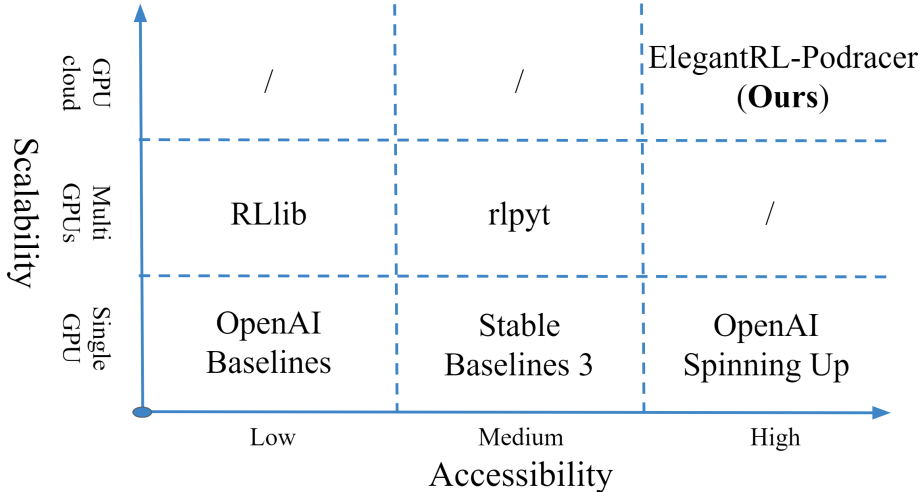 Scalability
GPU
cloud
/
/
ElegantRL-Podracer
(Ours)
Multi
GPUs
RLlib
rlpyt
/
Single
GPU
OpenAI
Baselines
Stable
Baselines 3
OpenAI
Spinning Up
Low
Medium
High
Accessibility